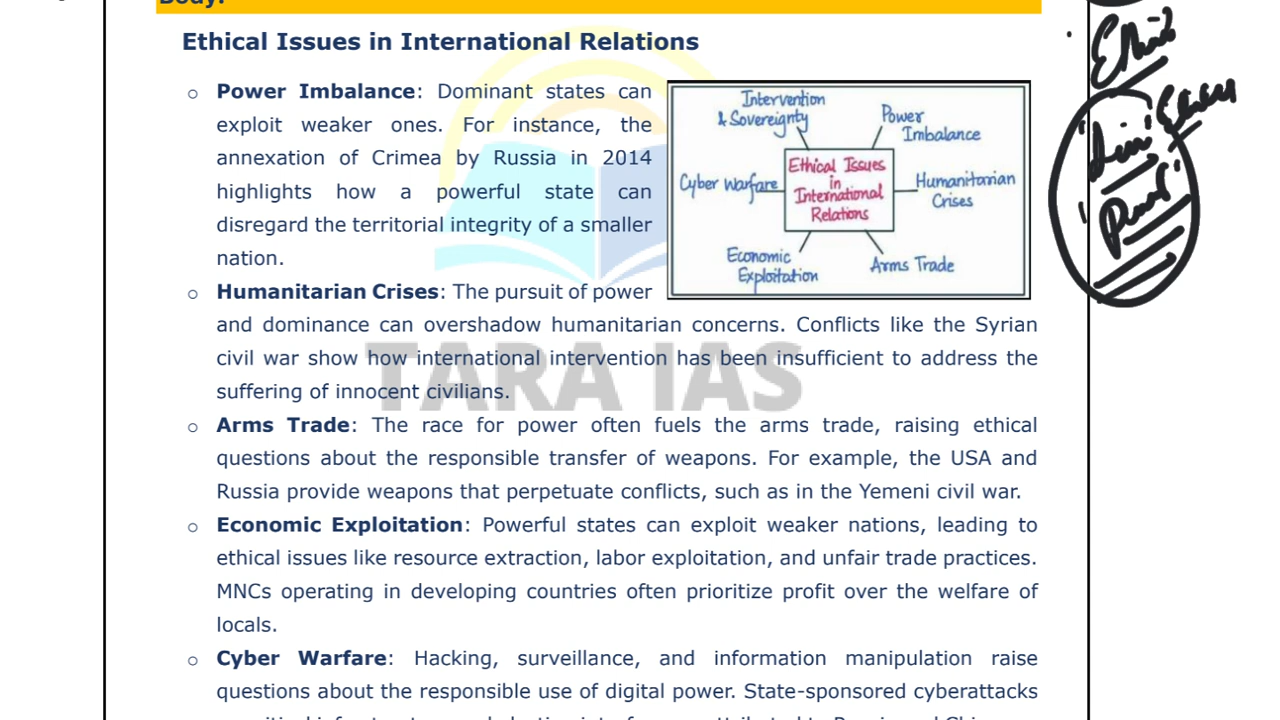 Body:
Ethical Issues in International Relations
Power Imbalance: Dominant states can
exploit weaker ones. For instance, the
annexation of Crimea by Russia in 2014
highlights how a powerful state can
disregard the territorial integrity of a smaller
nation.
Intervention
& Sovereignty
Power
Imbalance
Cyber Warfare
Ethical Issues
in
International
Relations
Humanitarian
Crises
Economic
Exploitation
Arms Trade
Humanitarian Crises: The pursuit of power
and dominance can overshadow humanitarian concerns. Conflicts like the Syrian
civil war show how international intervention has been insufficient to address the
suffering of innocent civilians.
TARA IAS
Arms Trade: The race for power often fuels the arms trade, raising ethical
questions about the responsible transfer of weapons. For example, the USA and
Russia provide weapons that perpetuate conflicts, such as in the Yemeni civil war.
Economic Exploitation: Powerful states can exploit weaker nations, leading to
ethical issues like resource extraction, labor exploitation, and unfair trade practices.
MNCs operating in developing countries often prioritize profit over the welfare of
locals.
Cyber Warfare: Hacking, surveillance, and information manipulation raise
questions about the responsible use of digital power. State-sponsored cyberattacks